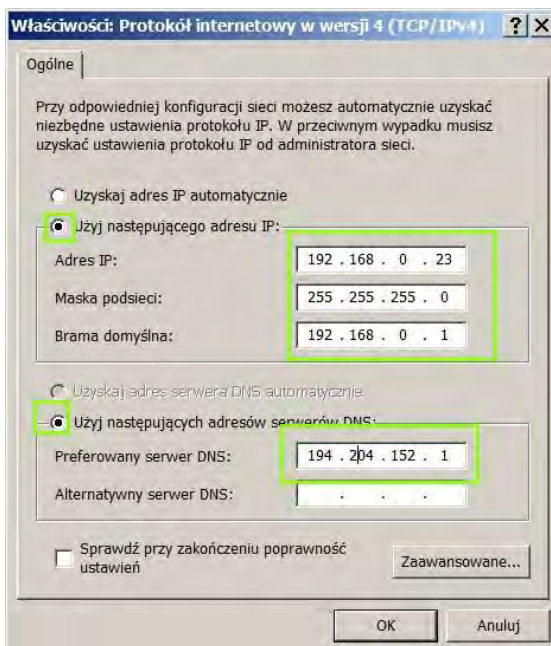 Właściwości: Protokół internetowy w wersji 4 (TCP/IPv4)
Ogólne
Przy odpowiedniej konfiguracji sieci możesz automatycznie uzyskać
niezbędne ustawienia protokołu IP. W przeciwnym wypadku musisz
uzyskać ustawienia protokołu IP od administratora sieci.
Uzyskaj adres IP automatycznie
Użyj następującego adresu IP:
Adres IP: 192 . 168 . 0 . 23
Maska podsieci: 255 . 255 . 255 . 0
Brama domyślna: 192 . 168 . 0 . 1
Uzyskaj adres serwera DNS automatycznie
Użyj następujących adresów serwerów DNS:
Preferowany serwer DNS: 194 . 204 . 152 . 1
Alternatywny serwer DNS: . . .
Sprawdź przy zakończeniu poprawność
ustawień
Zaawansowane...
OK Anuluj